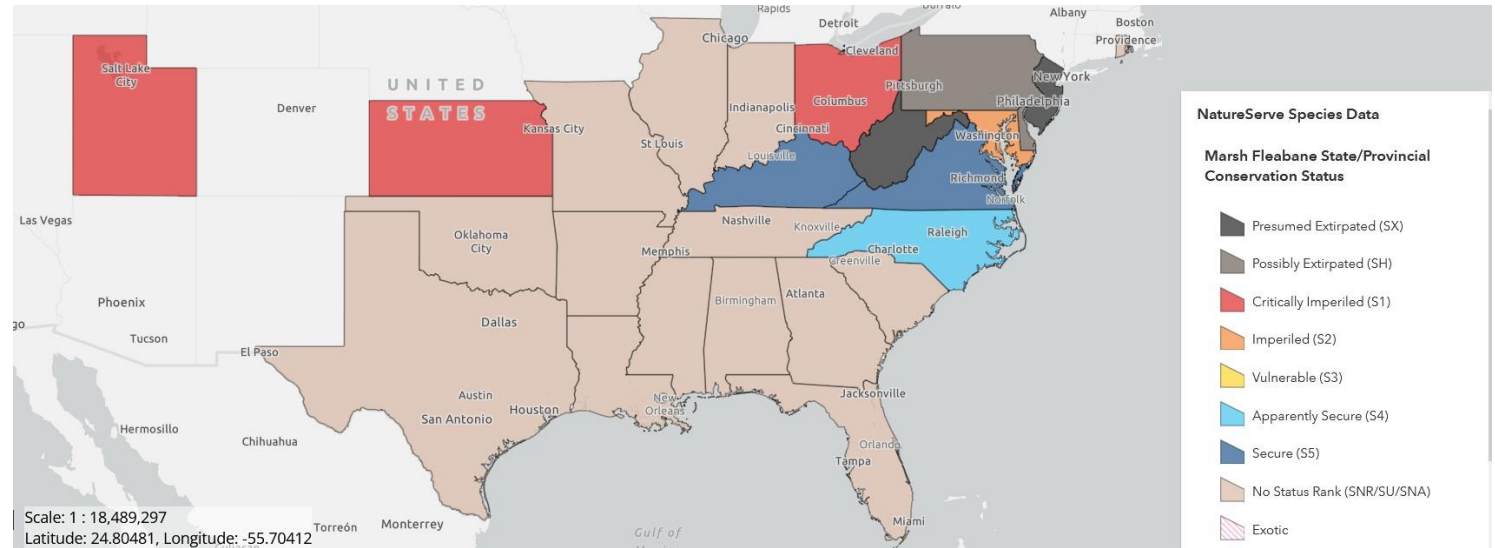 Rapids
Detroit
Albany
Boston
Chicago
Cleveland
Providence
Salt Lake
City
UNITED
STATES
Denver
Pittsburgh
New York
Philadelphia
Indianapolis
Columbus
Kansas City
St Louis
Cincinnati
Washington
Louisville
Richmond
Norfolk
Las Vegas
Oklahoma
City
Nashville
Knoxville
Raleigh
Memphis
Charlotte
Greenville
Phoenix
Birmingham
Atlanta
Tucson
Dallas
El Paso
Austin
Jacksonville
San Antonio
Houston
New
Orleans
Hermosillo
Chihuahua
Orlando
Tampa
Torreón
Monterrey
Miami
Gulf of
Scale: 1 : 18,489,297
Latitude: 24.80481, Longitude: -55.70412
NatureServe Species Data
Marsh Fleabane State/Provincial
Conservation Status
Presumed Extirpated (SX)
Possibly Extirpated (SH)
Critically Imperiled (S1)
Imperiled (S2)
Vulnerable (S3)
Apparently Secure (S4)
Secure (S5)
No Status Rank (SNR/SU/SNA)
Exotic